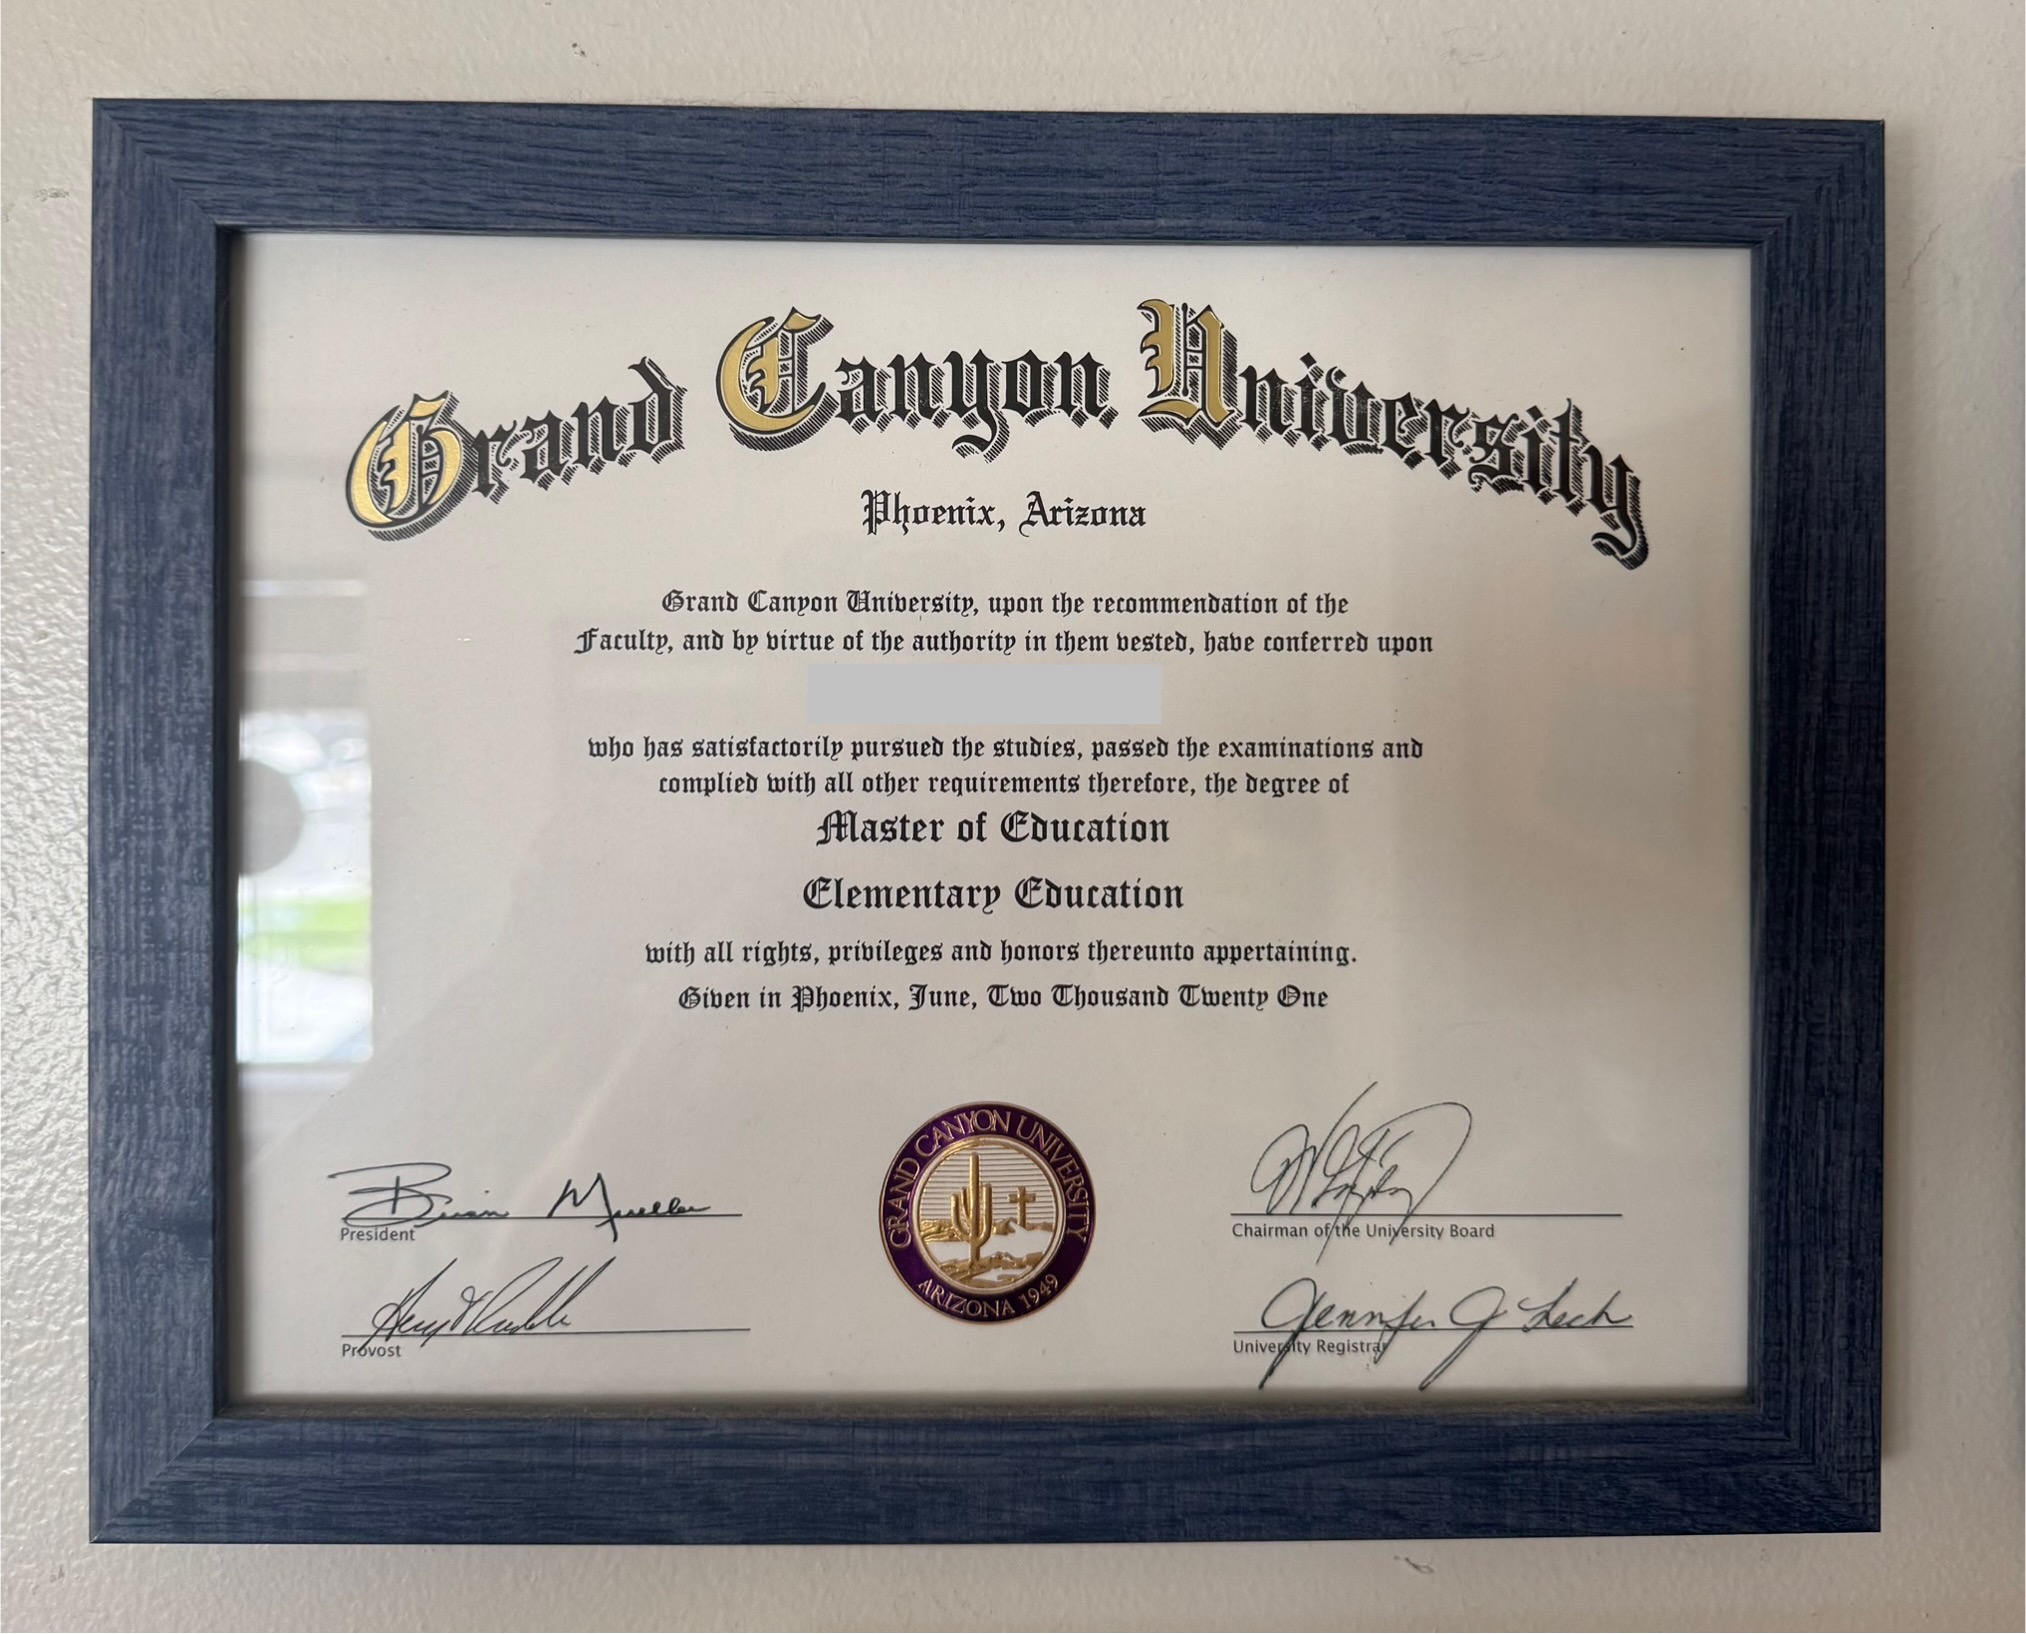 Grand Canyon University
Phoenix, Arizona
Grand Canyon University, upon the recommendation of the
Faculty, and by virtue of the authority in them vested, have conferred upon
who has satisfactorily pursued the studies, passed the examinations and
complied with all other requirements therefore, the degree of
Master of Education
Elementary Education
with all rights, privileges and honors thereunto appertaining.
Given in Phoenix, June, Two Thousand Twenty One
Brian Mueller
President
Provost
GRAND CANYON UNIVERSITY
ARIZONA 1949
Chairman of the University Board
Jennifer J Lech
University Registrar